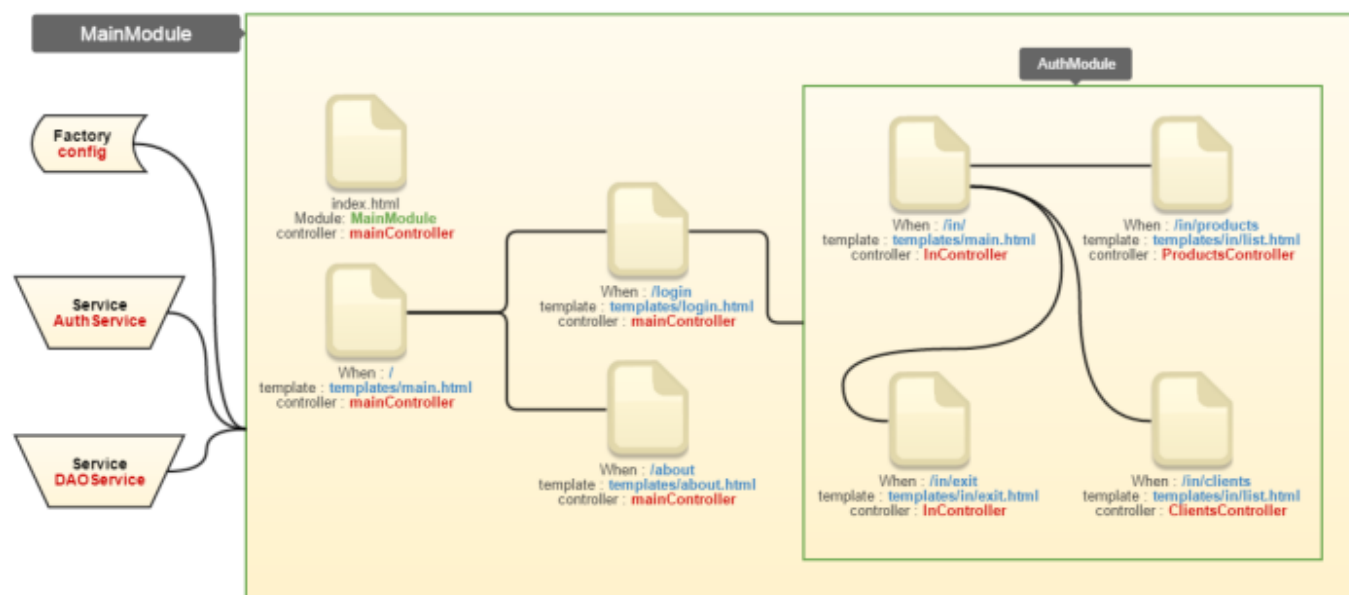 MainModule
AuthModule
Factory
config
Service
AuthService
Service
DAOService
index.html
Module: MainModule
controller : mainController
When : /
template : templates/main.html
controller : mainController
When : /login
template : templates/login.html
controller : mainController
When : /about
template : templates/about.html
controller : mainController
When : /in/
template : templates/main.html
controller : InController
When : /in/products
template : templates/in/list.html
controller : ProductsController
When : /in/exit
template : templates/in/exit.html
controller : InController
When : /in/clients
template : templates/in/list.html
controller : ClientsController